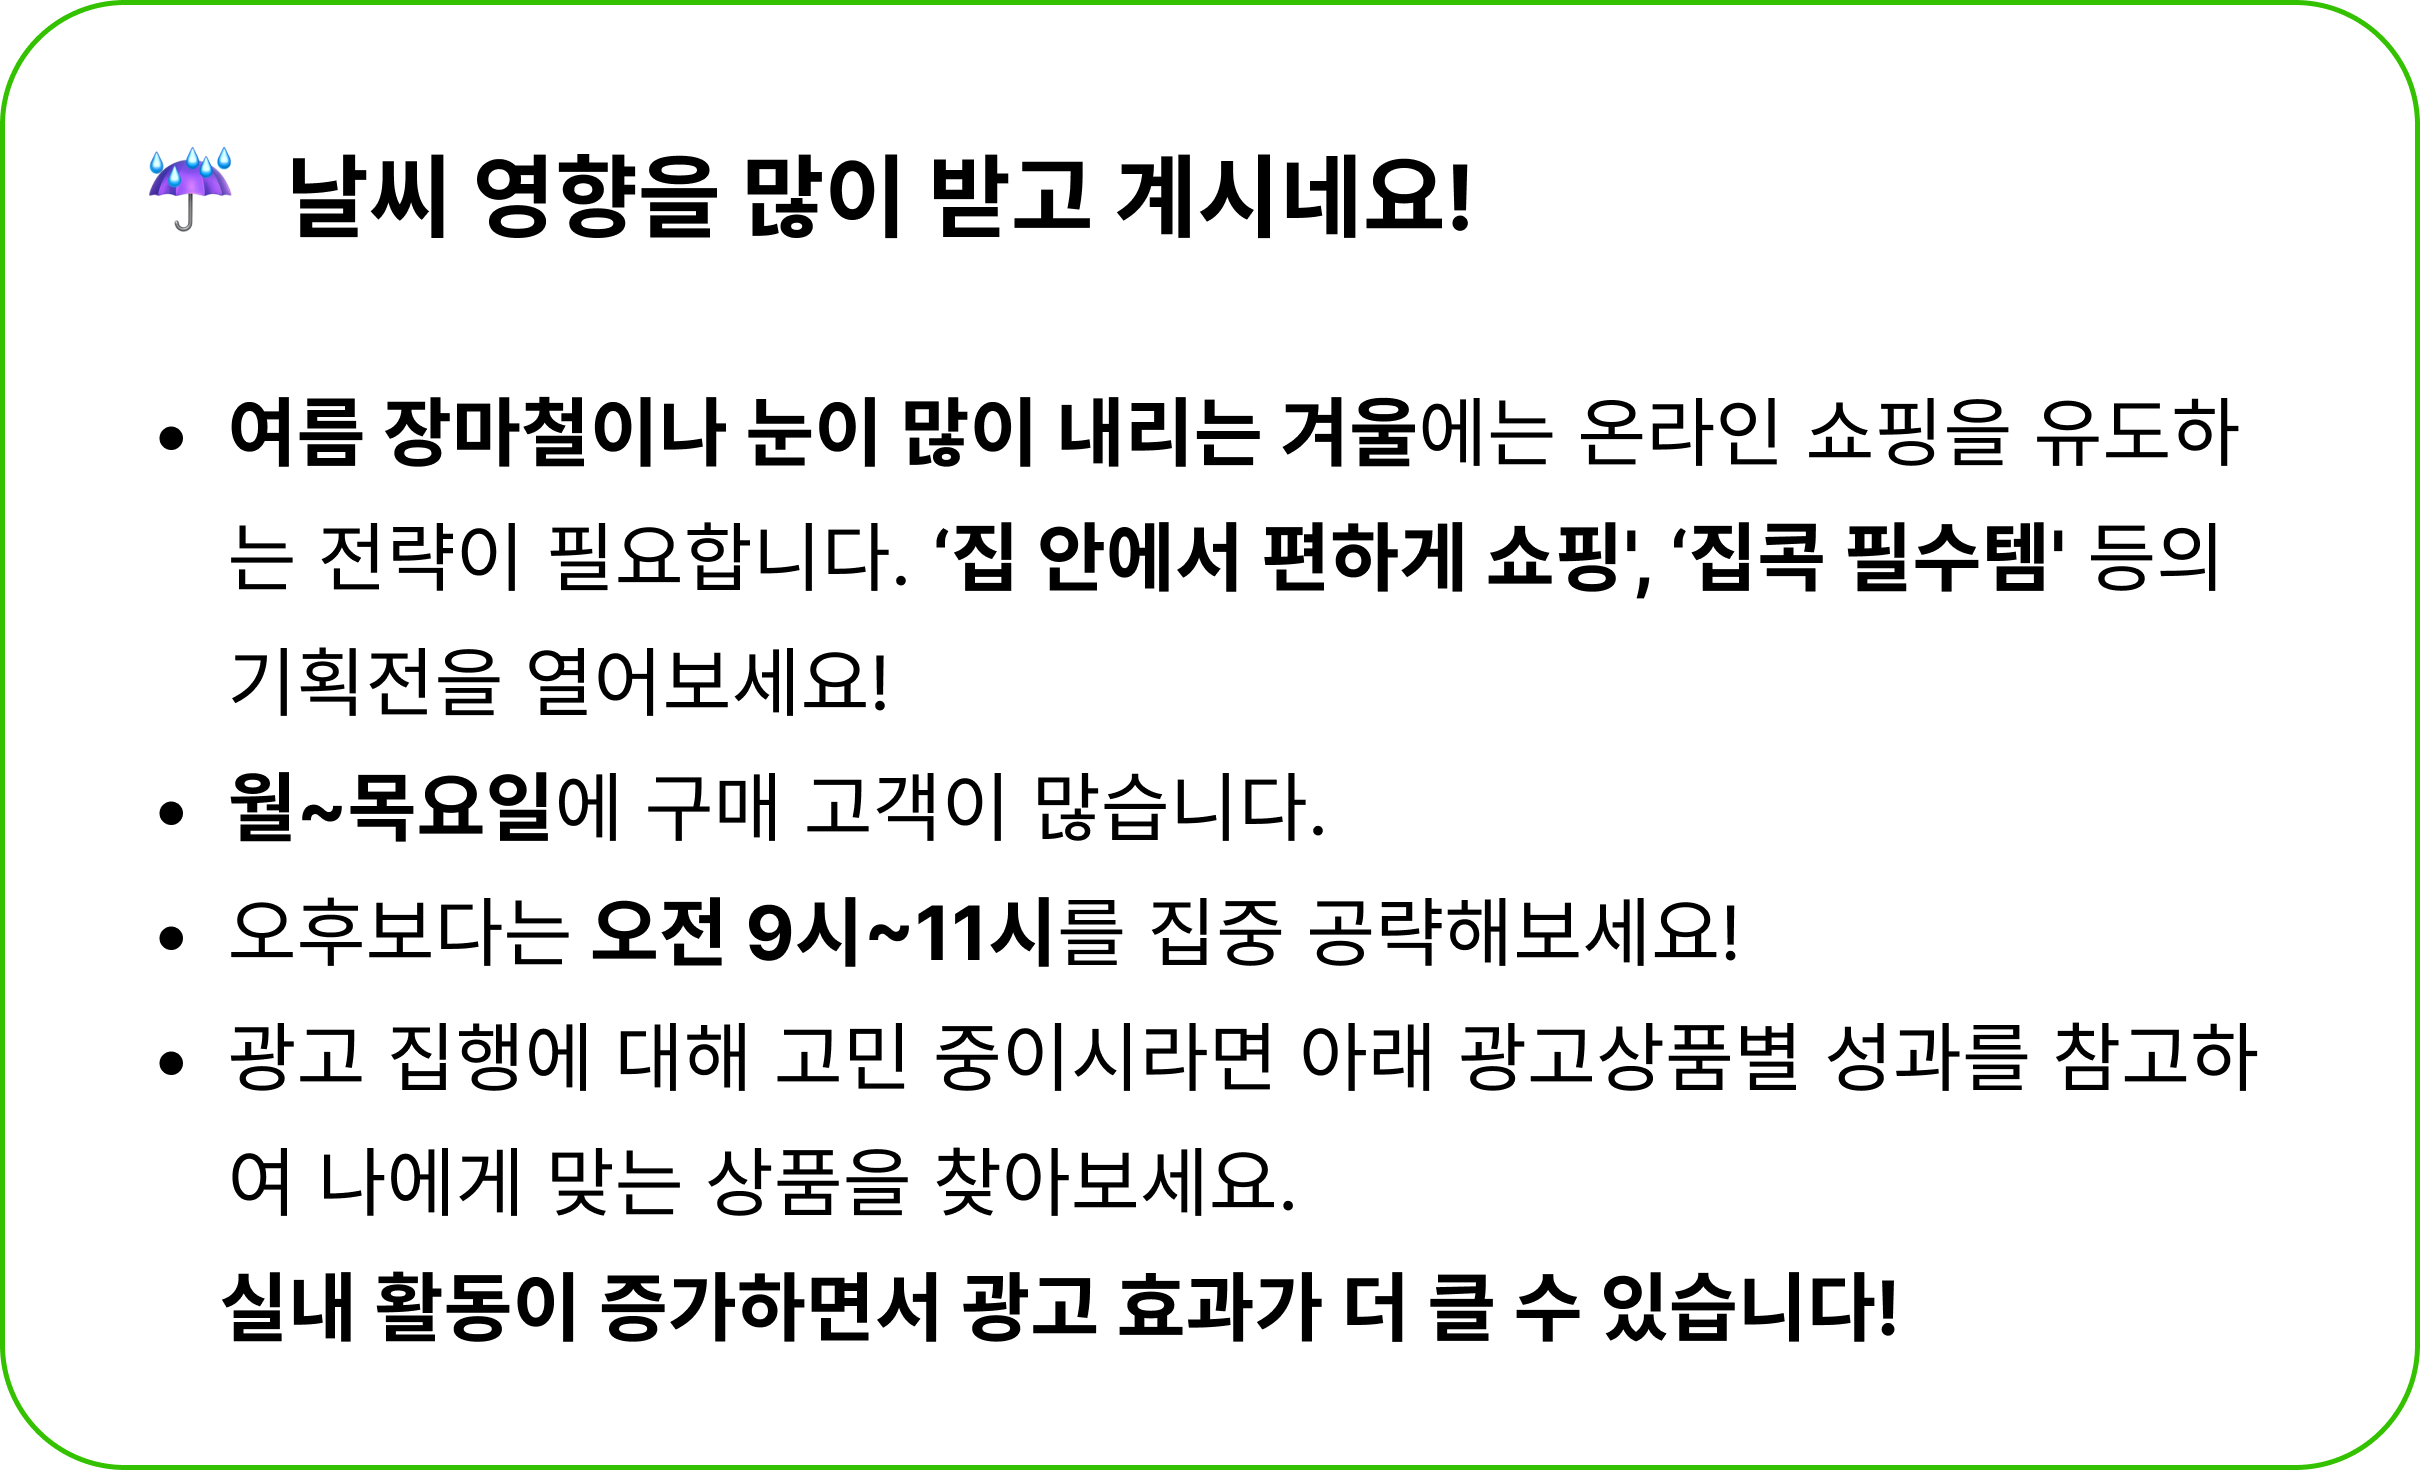 ☔ 날씨 영향을 많이 받고 계시네요!
• 여름 장마철이나 눈이 많이 내리는 겨울에는 온라인 쇼핑을 유도하
는 전략이 필요합니다. ‘집 안에서 편하게 쇼핑', ‘집콕 필수템' 등의
기획전을 열어보세요!
• 월~목요일에 구매 고객이 많습니다.
• 오후보다는 오전 9시~11시를 집중 공략해보세요!
• 광고 집행에 대해 고민 중이시라면 아래 광고상품별 성과를 참고하
여 나에게 맞는 상품을 찾아보세요.
실내 활동이 증가하면서 광고 효과가 더 클 수 있습니다!